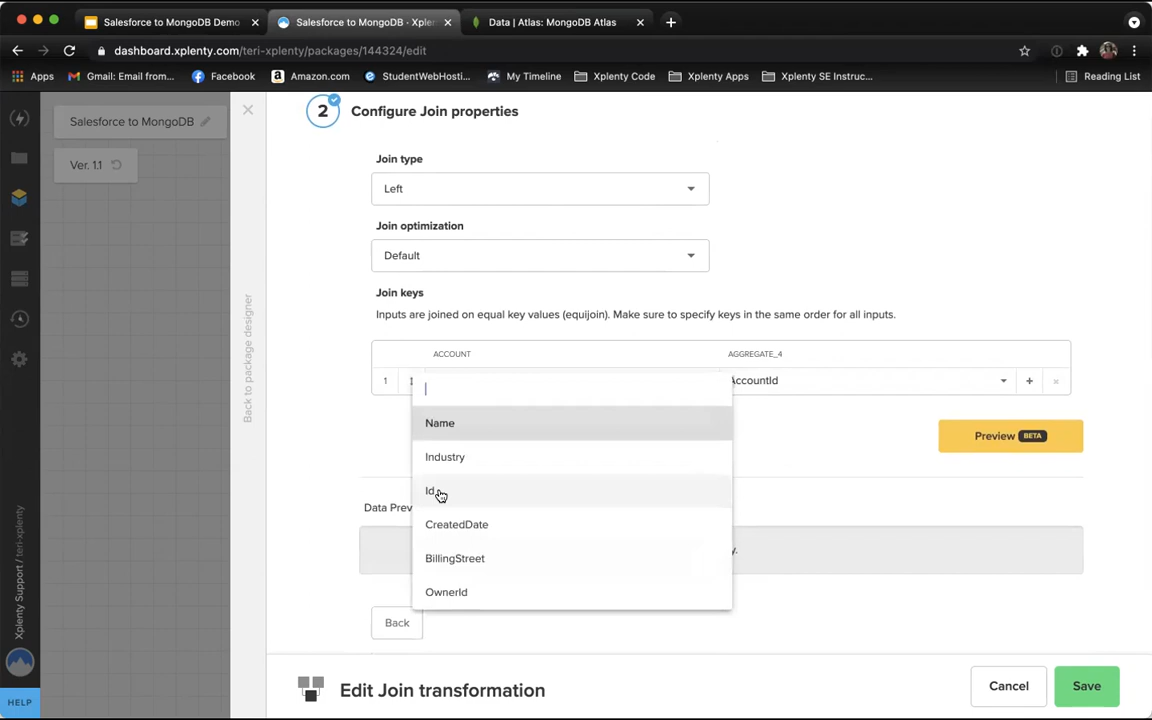 Salesforce to MongoDB Demo
Salesforce to MongoDB · Xplen
Data | Atlas: MongoDB Atlas
dashboard.xplenty.com/teri-xplenty/packages/144324/edit
Apps
Gmail: Email from...
Facebook
Amazon.com
StudentWebHosti...
My Timeline
Xplenty Code
Xplenty Apps
Xplenty SE Instruc...
Reading List
Salesforce to MongoDB
Ver. 1.1
Back to package designer
Xplenty Support / teri-xplenty
HELP
2 Configure Join properties
Join type
Left
Join optimization
Default
Join keys
Inputs are joined on equal key values (equijoin). Make sure to specify keys in the same order for all inputs.
ACCOUNT AGGREGATE_4
1 AccountId
Name
Industry
Id
CreatedDate
BillingStreet
OwnerId
Preview BETA
Data Prev
y.
Back
Edit Join transformation
Cancel
Save